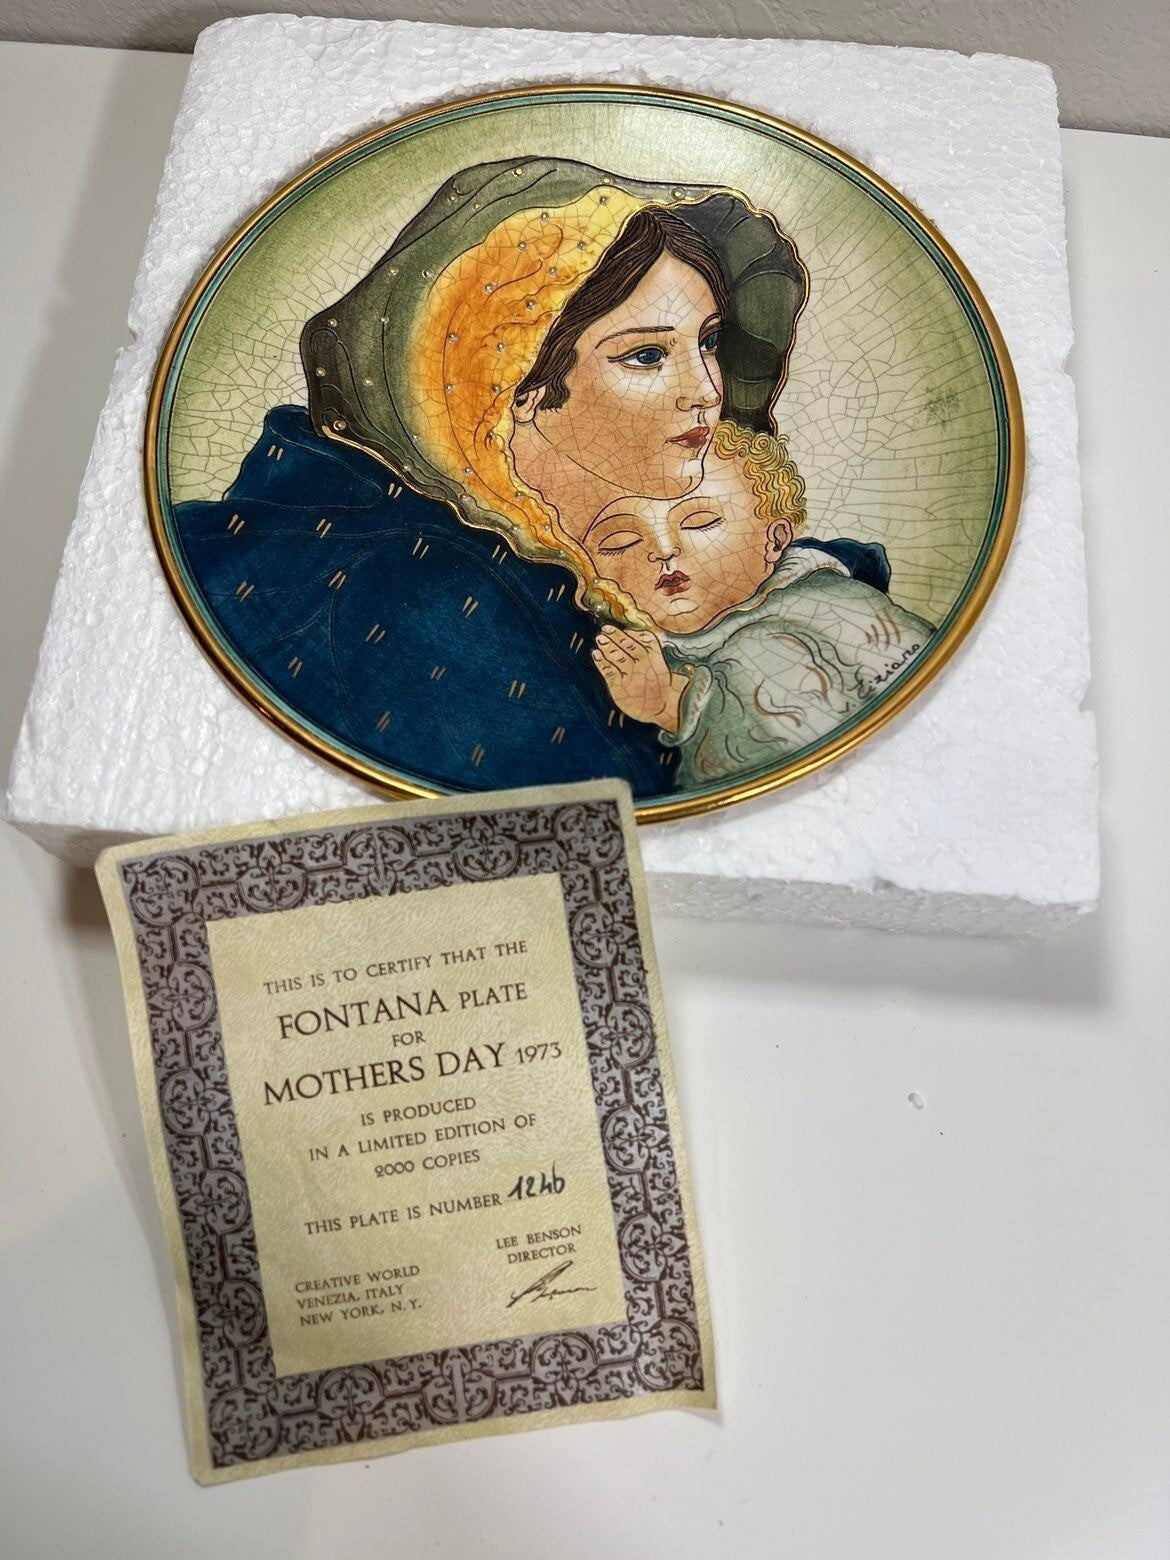 V. Tiziano
THIS IS TO CERTIFY THAT THE
FONTANA PLATE
FOR
MOTHERS DAY 1973
IS PRODUCED
IN A LIMITED EDITION OF
2000 COPIES
THIS PLATE IS NUMBER 1246
LEE BENSON
DIRECTOR
CREATIVE WORLD
VENEZIA, ITALY
NEW YORK, N.Y.